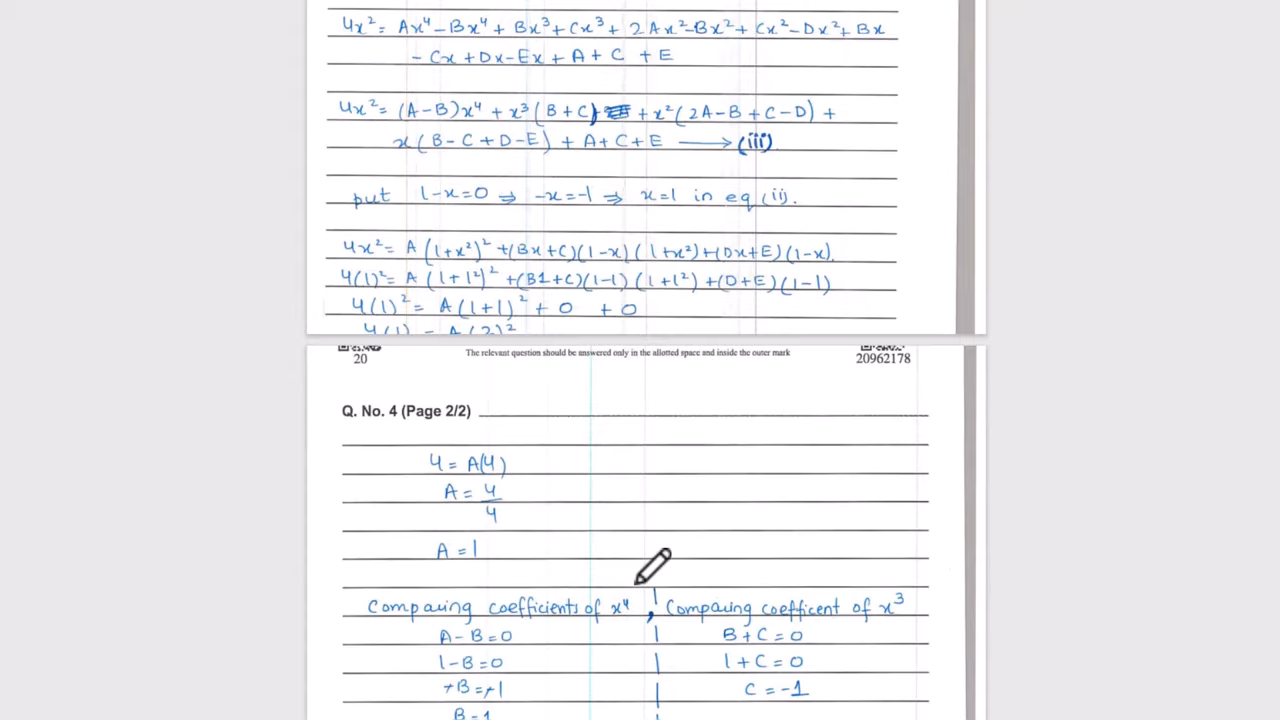 4x² = Ax⁴ - Bx⁴ + Bx³ + Cx³ + 2Ax² - Bx² + Cx² - Dx² + Bx
- Cx + Dx - Ex + A + C + E
4x² = (A-B)x⁴ + x³(B+C) + x²(2A-B+C-D) +
x(B-C+D-E) + A+C+E ⟶ (iii)
put 1-x=0 ⇒ -x=-1 ⇒ x=1 in eq (ii).
4x² = A(1+x²)² + (Bx+C)(1-x)(1+x²) + (Dx+E)(1-x).
4(1)² = A(1+1²)² + (B1+C)(1-1)(1+1²) + (D+E)(1-1)
4(1)² = A(1+1)² + 0 + 0
4(1) = A(2)²
20 The relevant question should be answered only in the allotted space and inside the outer mark 20962178
Q. No. 4 (Page 2/2)
4 = A(4)
A = 4/4
A = 1
Comparing coefficients of x⁴ , Comparing coefficent of x³
A-B=0 B+C=0
1-B=0 1+C=0
+B=+1 C=-1
B=1